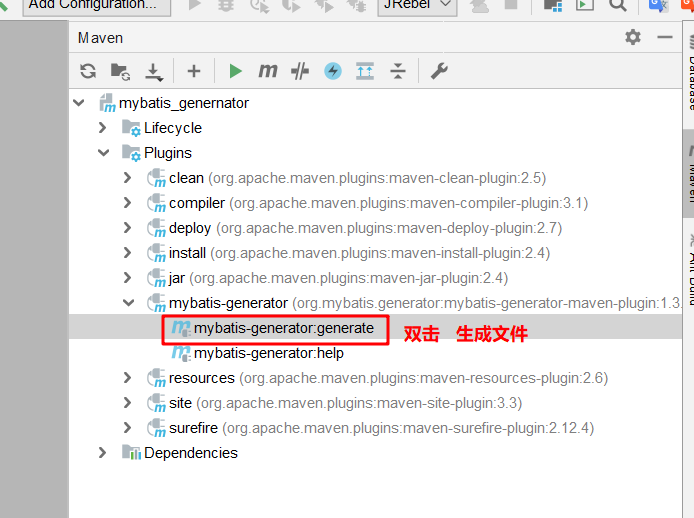 Add Configuration...
JRebel
Maven
mybatis_genernator
Lifecycle
Plugins
clean (org.apache.maven.plugins:maven-clean-plugin:2.5)
compiler (org.apache.maven.plugins:maven-compiler-plugin:3.1)
deploy (org.apache.maven.plugins:maven-deploy-plugin:2.7)
install (org.apache.maven.plugins:maven-install-plugin:2.4)
jar (org.apache.maven.plugins:maven-jar-plugin:2.4)
mybatis-generator (org.mybatis.generator:mybatis-generator-maven-plugin:1.3.
mybatis-generator:generate 双击 生成文件
mybatis-generator:help
resources (org.apache.maven.plugins:maven-resources-plugin:2.6)
site (org.apache.maven.plugins:maven-site-plugin:3.3)
surefire (org.apache.maven.plugins:maven-surefire-plugin:2.12.4)
Dependencies
Database
Maven
Ant Build